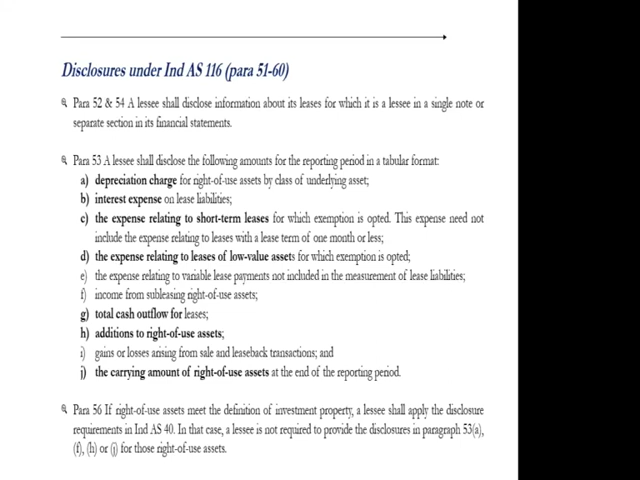 Disclosures under Ind AS 116 (para 51-60)
Para 52 & 54 A lessee shall disclose information about its leases for which it is a lessee in a single note or
separate section in its financial statements.
Para 53 A lessee shall disclose the following amounts for the reporting period in a tabular format:
a) depreciation charge for right-of-use assets by class of underlying asset;
b) interest expense on lease liabilities;
c) the expense relating to short-term leases for which exemption is opted. This expense need not
include the expense relating to leases with a lease term of one month or less;
d) the expense relating to leases of low-value assets for which exemption is opted;
e) the expense relating to variable lease payments not included in the measurement of lease liabilities;
f) income from subleasing right-of-use assets;
g) total cash outflow for leases;
h) additions to right-of-use assets;
i) gains or losses arising from sale and leaseback transactions; and
j) the carrying amount of right-of-use assets at the end of the reporting period.
Para 56 If right-of-use assets meet the definition of investment property, a lessee shall apply the disclosure
requirements in Ind AS 40. In that case, a lessee is not required to provide the disclosures in paragraph 53(a),
(f), (h) or (j) for those right-of-use assets.